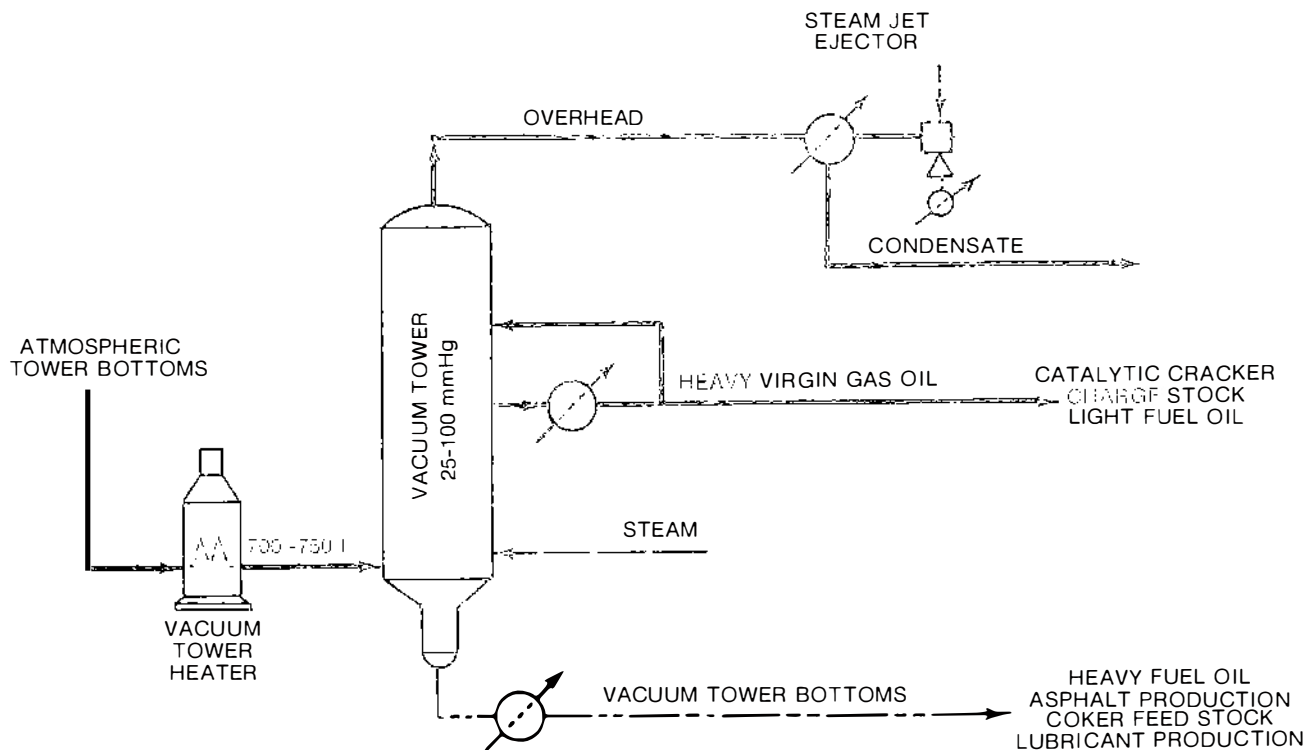 STEAM JET
EJECTOR
OVERHEAD
CONDENSATE
VACUUM TOWER
25-100 mmHg
ATMOSPHERIC
TOWER BOTTOMS
HEAVY VIRGIN GAS OIL
CATALYTIC CRACKER
CHARGE STOCK
LIGHT FUEL OIL
STEAM
VACUUM
TOWER
HEATER
VACUUM TOWER BOTTOMS
HEAVY FUEL OIL
ASPHALT PRODUCTION
COKER FEED STOCK
LUBRICANT PRODUCTION